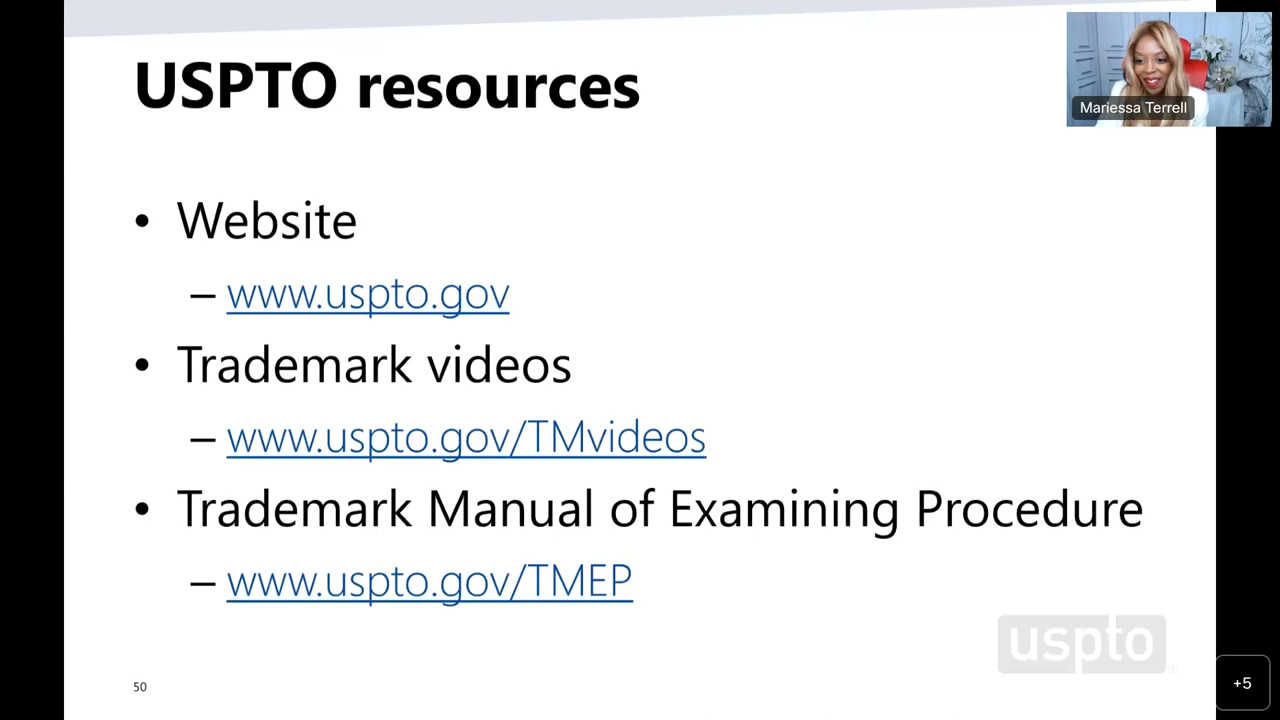 USPTO resources
Mariessa Terrell
• Website
– www.uspto.gov
• Trademark videos
– www.uspto.gov/TMvideos
• Trademark Manual of Examining Procedure
– www.uspto.gov/TMEP
uspto
50
+5